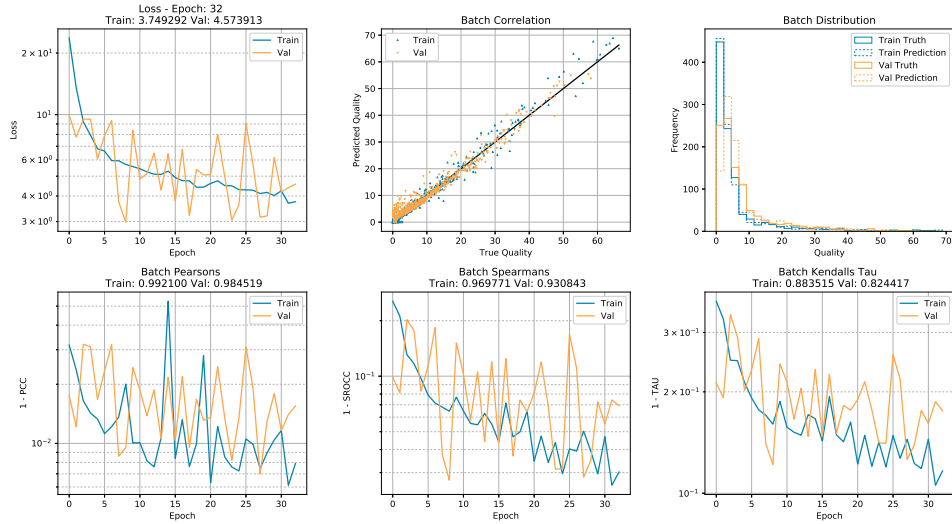 Loss - Epoch: 32
Train: 3.749292 Val: 4.573913
Train
Val
2 × 10¹
10¹
6 × 10⁰
4 × 10⁰
3 × 10⁰
Loss
0 5 10 15 20 25 30
Epoch
Batch Correlation
Train
Val
70
60
50
40
30
20
10
0
Predicted Quality
0 10 20 30 40 50 60
True Quality
Batch Distribution
Train Truth
Train Prediction
Val Truth
Val Prediction
400
300
200
100
0
Frequency
0 10 20 30 40 50 60 70
Quality
Batch Pearsons
Train: 0.992100 Val: 0.984519
Train
Val
10⁻²
1 - PCC
0 5 10 15 20 25 30
Epoch
Batch Spearmans
Train: 0.969771 Val: 0.930843
Train
Val
10⁻¹
1 - SROCC
0 5 10 15 20 25 30
Epoch
Batch Kendalls Tau
Train: 0.883515 Val: 0.824417
Train
Val
3 × 10⁻¹
2 × 10⁻¹
10⁻¹
1 - TAU
0 5 10 15 20 25 30
Epoch